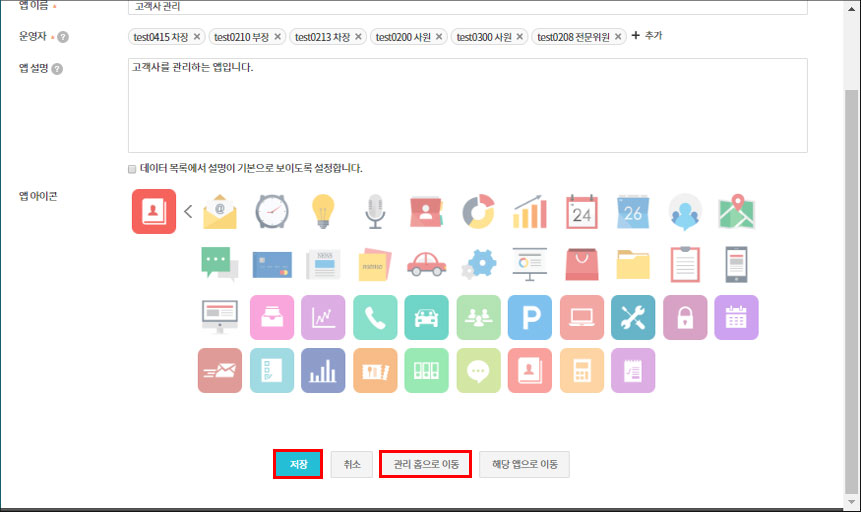 앱 이름 • 고객사 관리
운영자 • ? test0415 차장 × test0210 부장 × test0213 차장 × test0200 사원 × test0300 사원 × test0208 전문위원 × + 추가
앱 설명 ? 고객사를 관리하는 앱입니다.
데이터 목록에서 설명이 기본으로 보이도록 설정합니다.
앱 아이콘
@ 24 26
NEWS memo
P
저장 취소 관리 홈으로 이동 해당 앱으로 이동